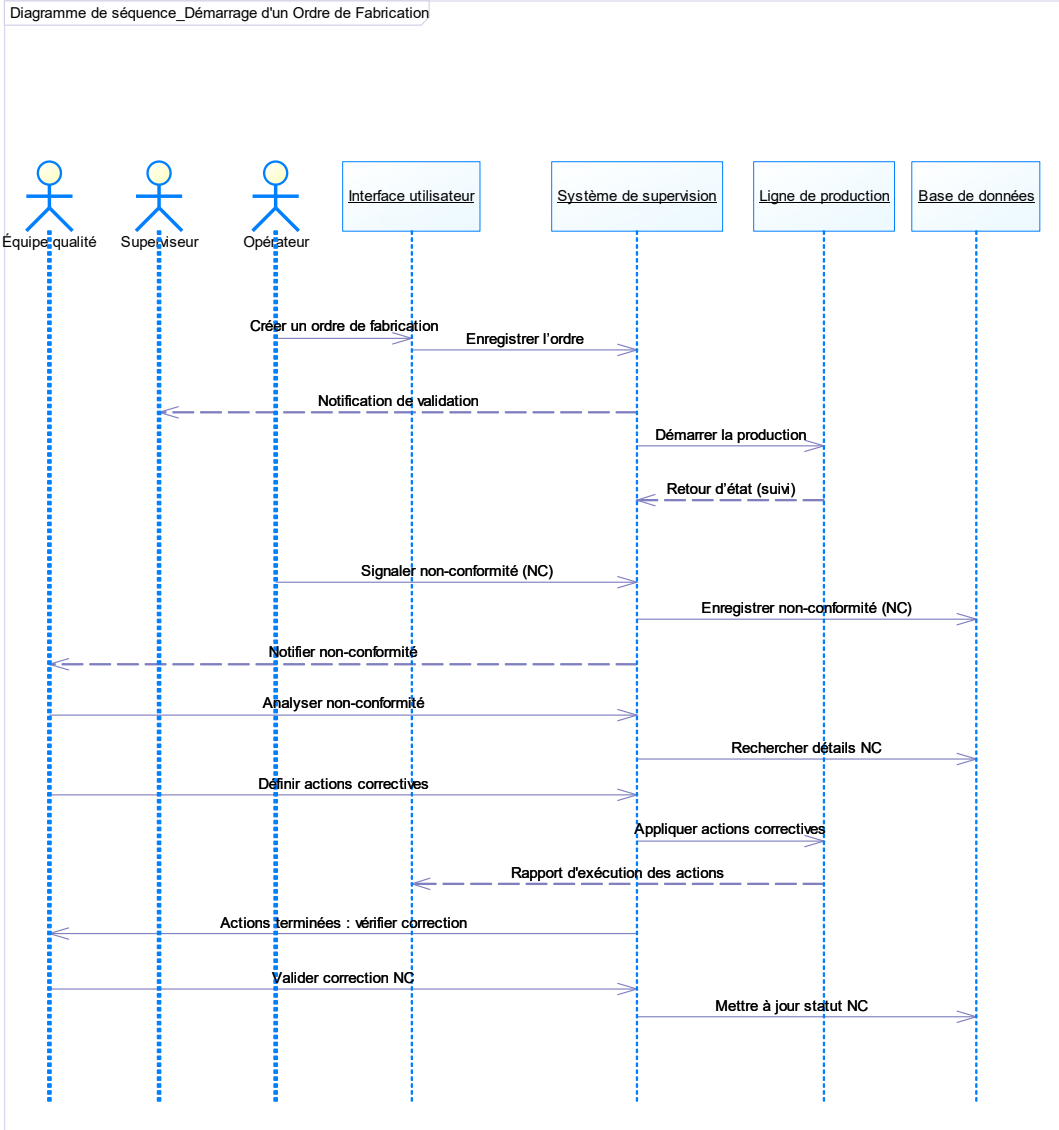 Diagramme de séquence_Démarrage d'un Ordre de Fabrication
Équipe qualité
Superviseur
Opérateur
Interface utilisateur
Système de supervision
Ligne de production
Base de données
Créer un ordre de fabrication
Enregistrer l’ordre
Notification de validation
Démarrer la production
Retour d’état (suivi)
Signaler non-conformité (NC)
Enregistrer non-conformité (NC)
Notifier non-conformité
Analyser non-conformité
Rechercher détails NC
Définir actions correctives
Appliquer actions correctives
Rapport d'exécution des actions
Actions terminées : vérifier correction
Valider correction NC
Mettre à jour statut NC